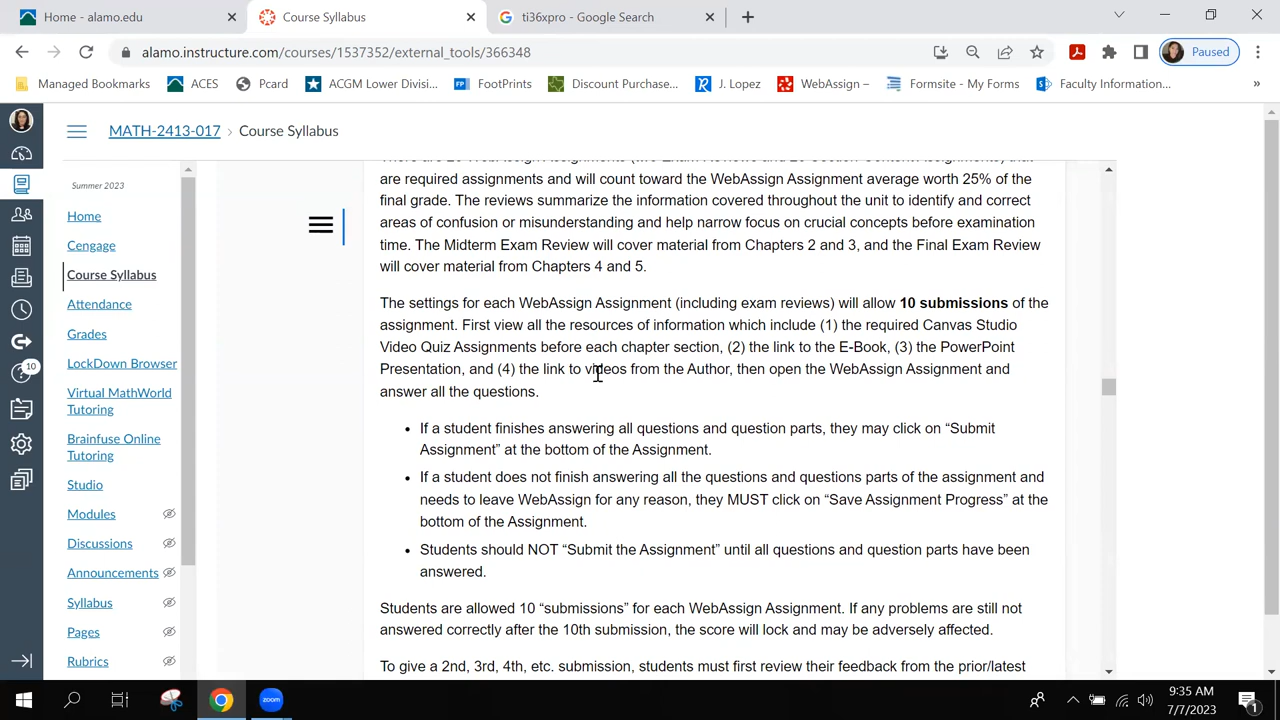 Home - alamo.edu
Course Syllabus
ti36xpro - Google Search
alamo.instructure.com/courses/1537352/external_tools/366348
Paused
Managed Bookmarks
ACES
Pcard
ACGM Lower Divisi...
FootPrints
Discount Purchase...
J. Lopez
WebAssign –
Formsite - My Forms
Faculty Information...
»
MATH-2413-017 › Course Syllabus
Summer 2023
Home
Cengage
Course Syllabus
Attendance
Grades
LockDown Browser
Virtual MathWorld
Tutoring
Brainfuse Online
Tutoring
Studio
Modules
Discussions
Announcements
Syllabus
Pages
Rubrics
10
are required assignments and will count toward the WebAssign Assignment average worth 25% of the
final grade. The reviews summarize the information covered throughout the unit to identify and correct
areas of confusion or misunderstanding and help narrow focus on crucial concepts before examination
time. The Midterm Exam Review will cover material from Chapters 2 and 3, and the Final Exam Review
will cover material from Chapters 4 and 5.
The settings for each WebAssign Assignment (including exam reviews) will allow 10 submissions of the
assignment. First view all the resources of information which include (1) the required Canvas Studio
Video Quiz Assignments before each chapter section, (2) the link to the E-Book, (3) the PowerPoint
Presentation, and (4) the link to videos from the Author, then open the WebAssign Assignment and
answer all the questions.
• If a student finishes answering all questions and question parts, they may click on “Submit
Assignment” at the bottom of the Assignment.
• If a student does not finish answering all the questions and questions parts of the assignment and
needs to leave WebAssign for any reason, they MUST click on “Save Assignment Progress” at the
bottom of the Assignment.
• Students should NOT “Submit the Assignment” until all questions and question parts have been
answered.
Students are allowed 10 “submissions” for each WebAssign Assignment. If any problems are still not
answered correctly after the 10th submission, the score will lock and may be adversely affected.
To give a 2nd, 3rd, 4th, etc. submission, students must first review their feedback from the prior/latest
zoom
9:35 AM
7/7/2023
1